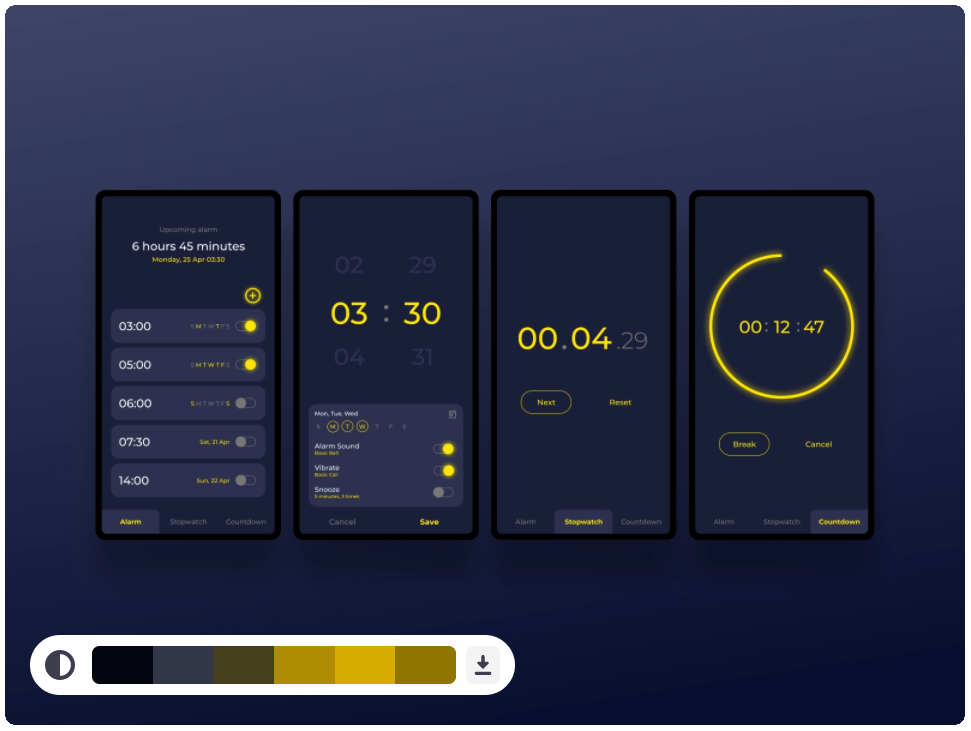 Upcoming alarm
6 hours 45 minutes
Monday, 25 Apr 03:30
03:00 S M T W T F S
05:00 S M T W T F S
06:00 S M T W T F S
07:30 Sat, 21 Apr
14:00 Sun, 22 Apr
Alarm Stopwatch Countdown
02 29
03 : 30
04 31
Mon, Tue, Wed
S M T W T F S
Alarm Sound
Basic Bell
Vibrate
Basic Call
Snooze
5 minutes, 3 times
Cancel Save
00.04.29
Next Reset
Alarm Stopwatch Countdown
00 : 12 : 47
Break Cancel
Alarm Stopwatch Countdown